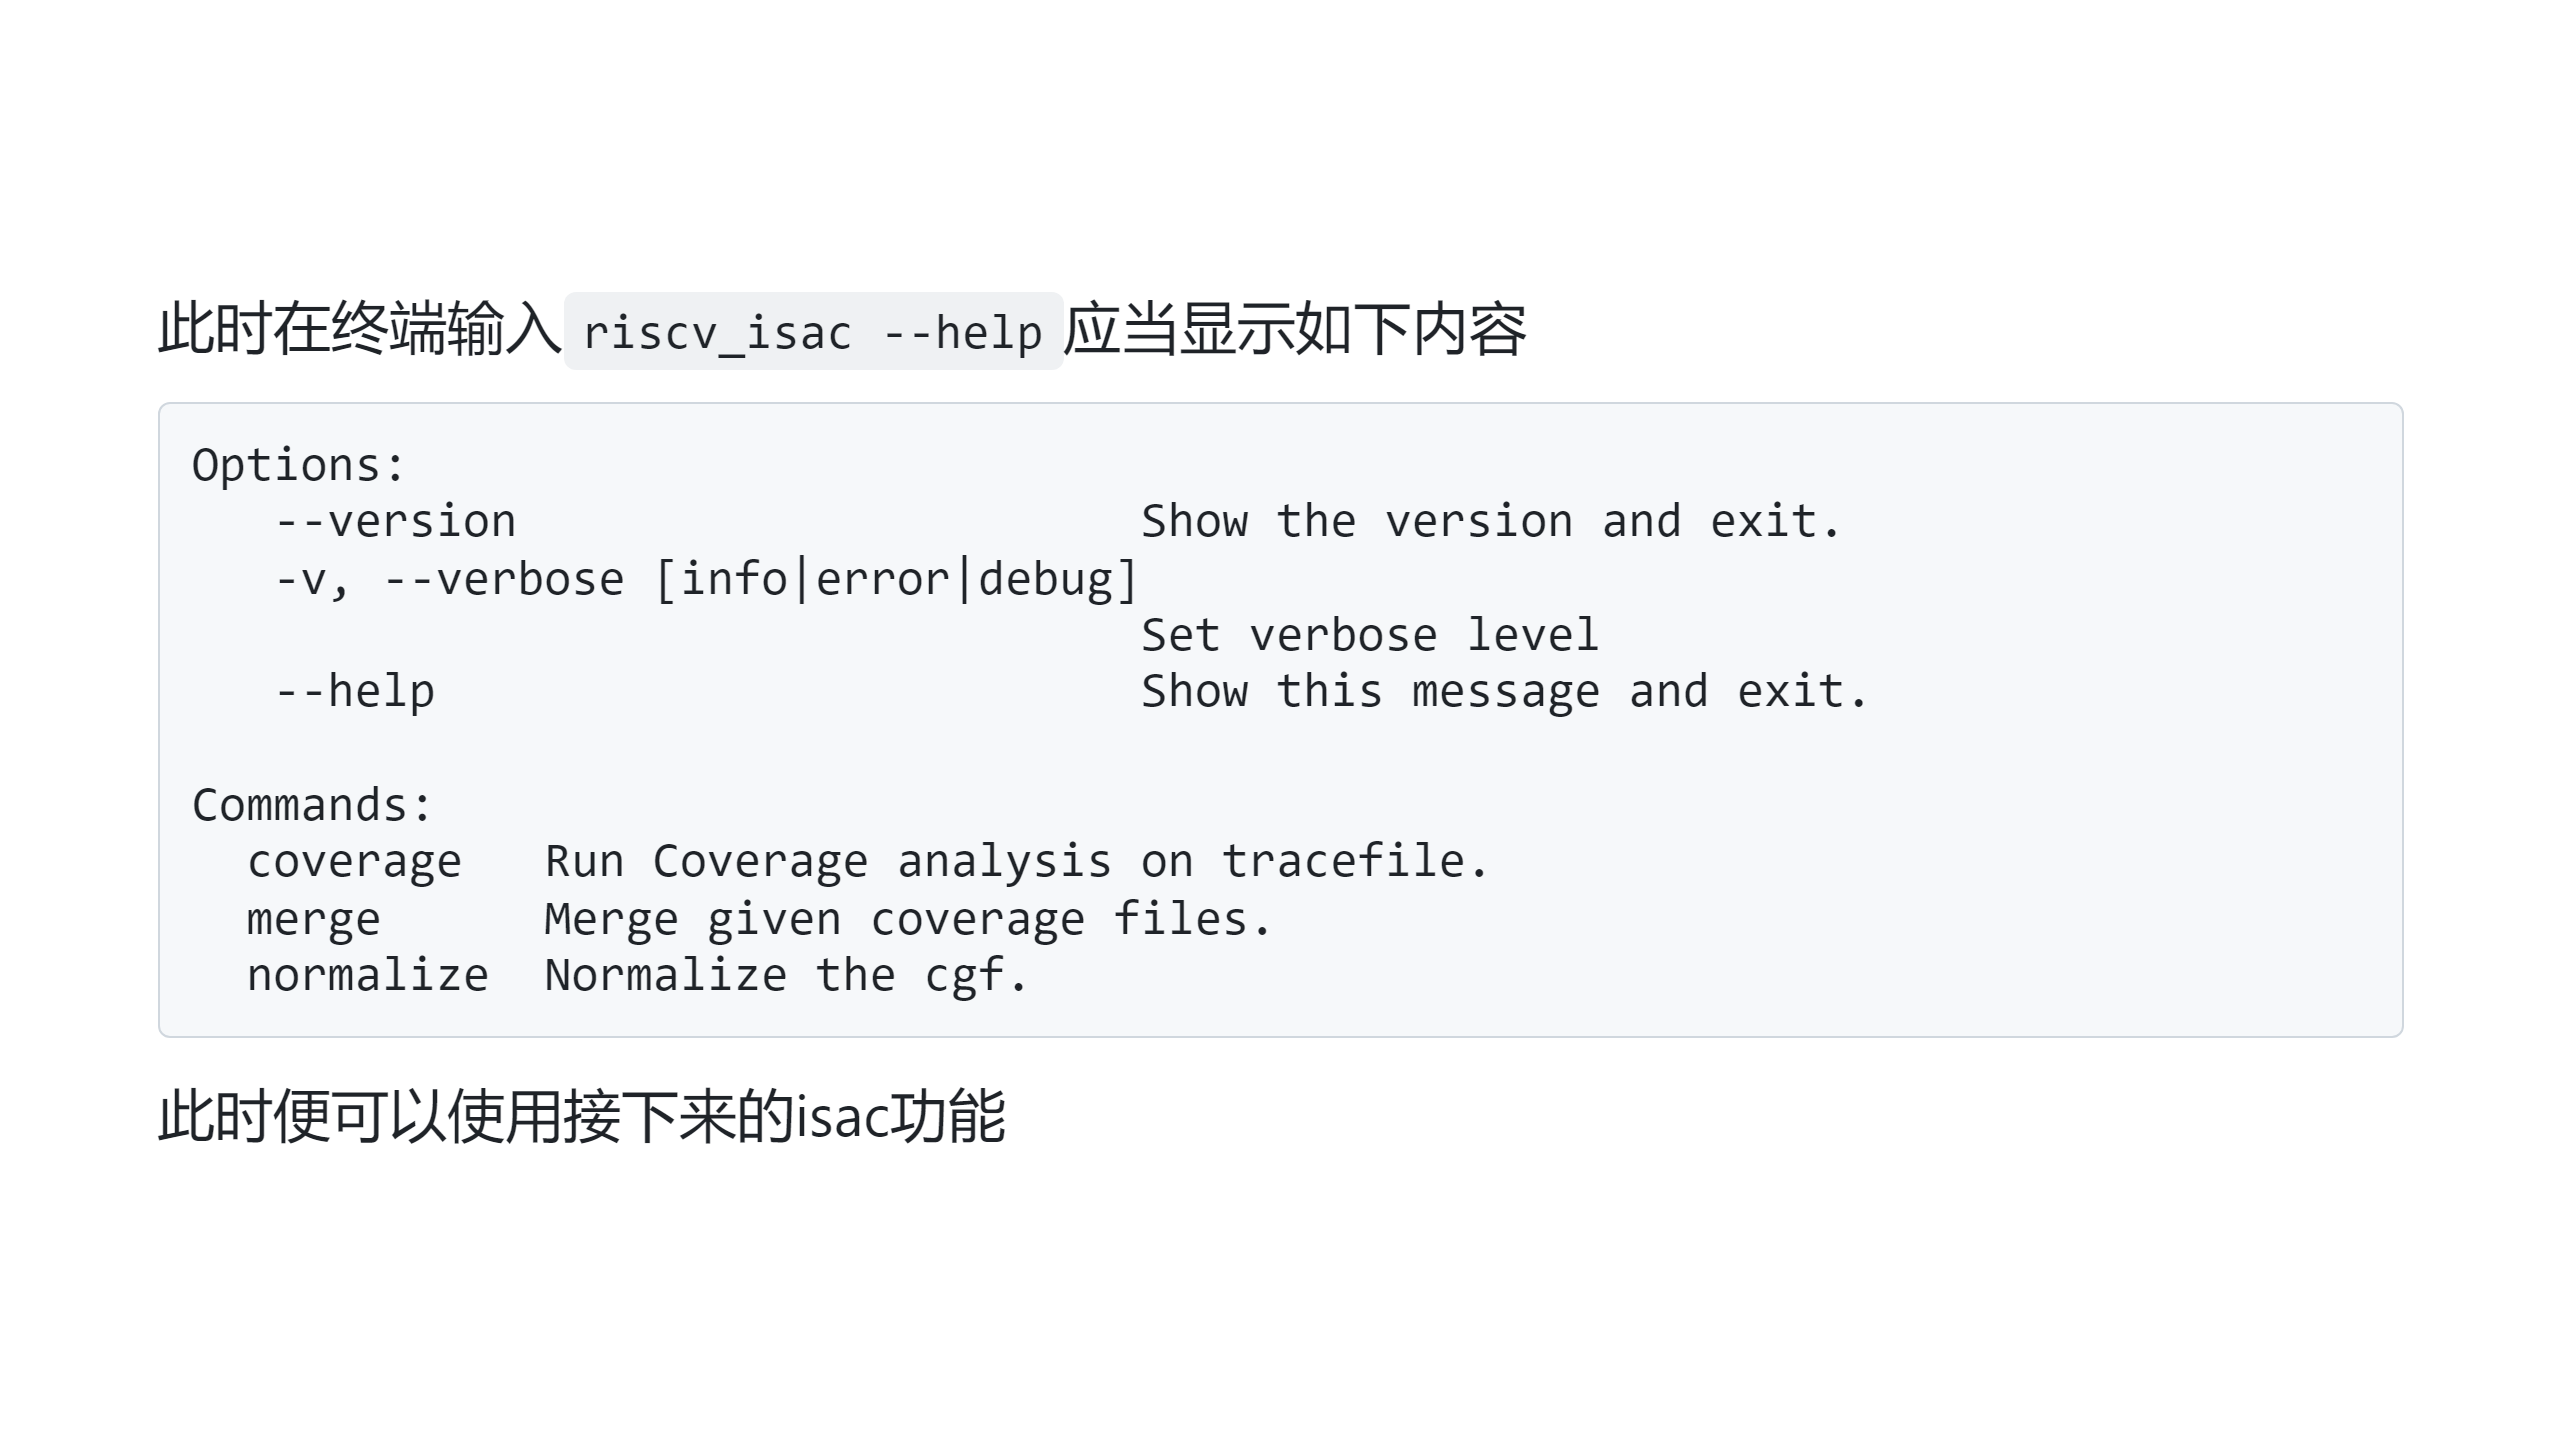 此时在终端输入 riscv_isac --help 应当显示如下内容
Options:
   --version                       Show the version and exit.
   -v, --verbose [info|error|debug]
                                   Set verbose level
   --help                          Show this message and exit.
Commands:
  coverage   Run Coverage analysis on tracefile.
  merge      Merge given coverage files.
  normalize  Normalize the cgf.
此时便可以使用接下来的isac功能